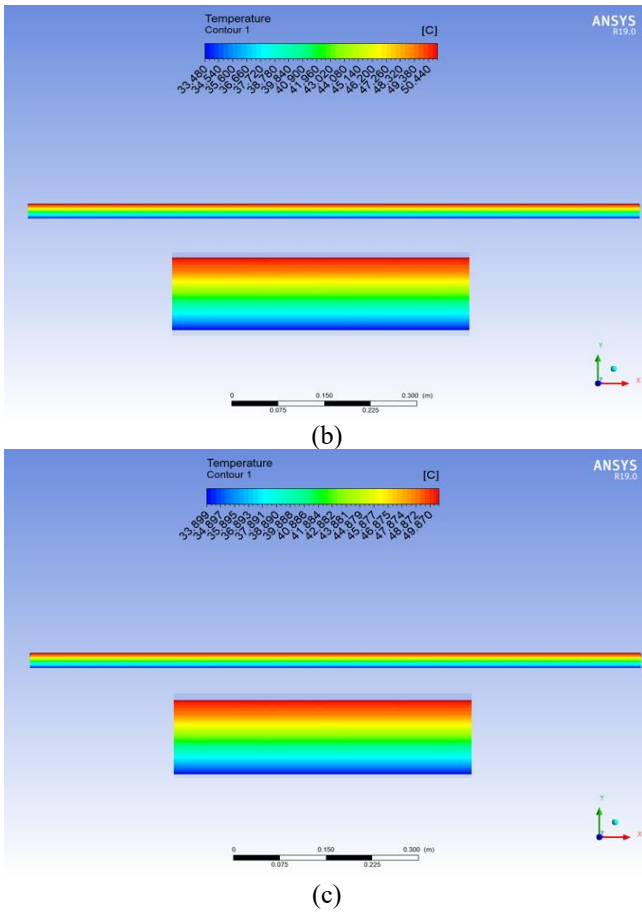 Temperature
Contour 1
[C]
ANSYS
R19.0
33.480 34.540 35.600 36.660 37.720 38.780 39.840 40.900 41.960 43.020 44.080 45.140 46.200 47.260 48.320 49.380 50.440
Y
X
Z
0 0.150 0.300 (m)
0.075 0.225
(b)
Temperature
Contour 1
[C]
ANSYS
R19.0
33.899 34.897 35.895 36.893 37.891 38.890 39.888 40.886 41.884 42.882 43.881 44.879 45.877 46.875 47.874 48.872 49.870
Y
X
Z
0 0.150 0.300 (m)
0.075 0.225
(c)